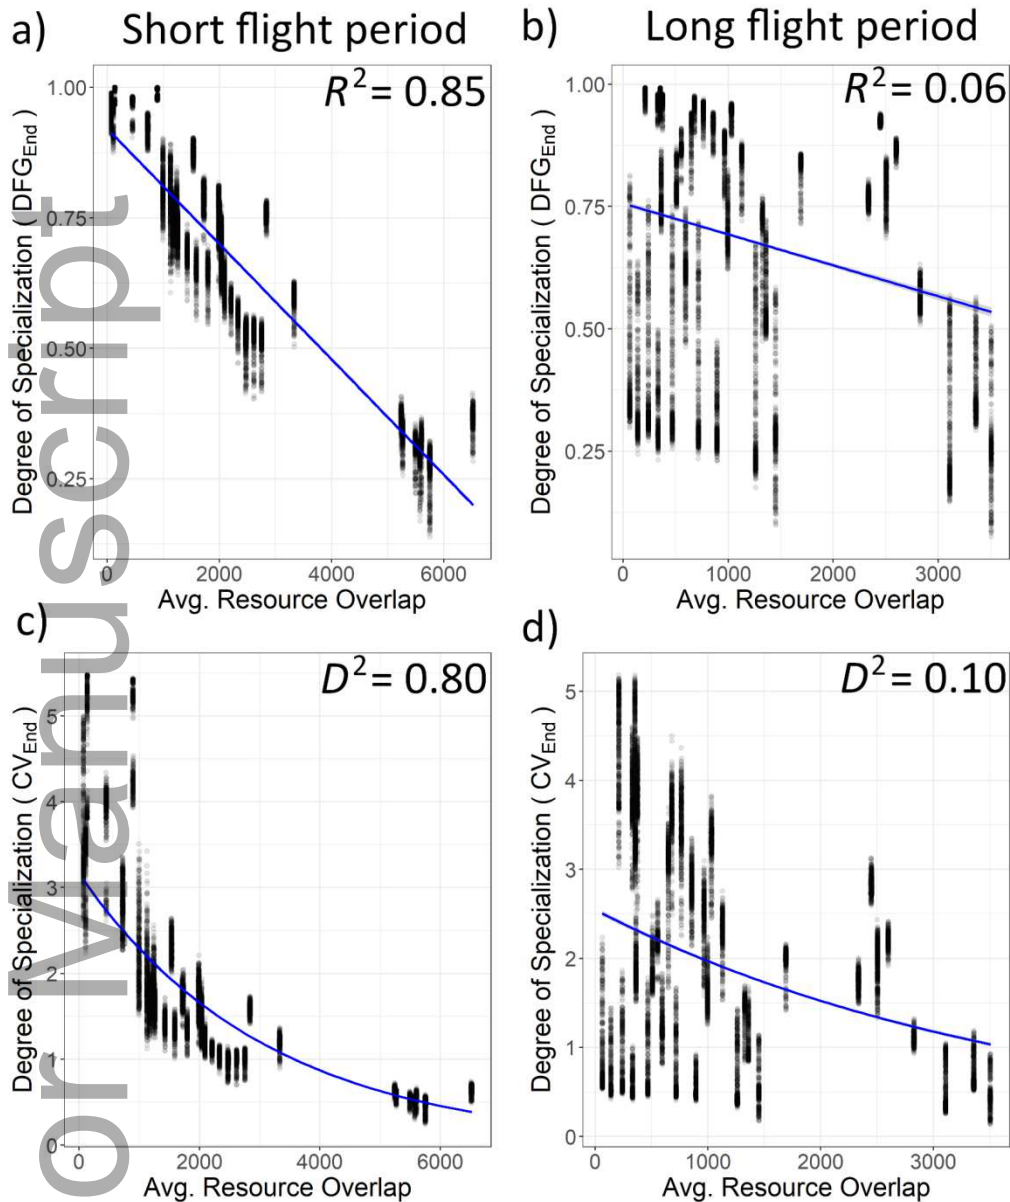 a) Short flight period
b) Long flight period
R² = 0.85
R² = 0.06
Degree of Specialization ( DFG_End )
1.00
0.75
0.50
0.25
0 2000 4000 6000
Avg. Resource Overlap
Degree of Specialization ( DFG_End )
1.00
0.75
0.50
0.25
0 1000 2000 3000
Avg. Resource Overlap
c)
D² = 0.80
d)
D² = 0.10
Degree of Specialization ( CV_End )
5
4
3
2
1
0
0 2000 4000 6000
Avg. Resource Overlap
Degree of Specialization ( CV_End )
5
4
3
2
1
0
0 1000 2000 3000
Avg. Resource Overlap
or Manuscript